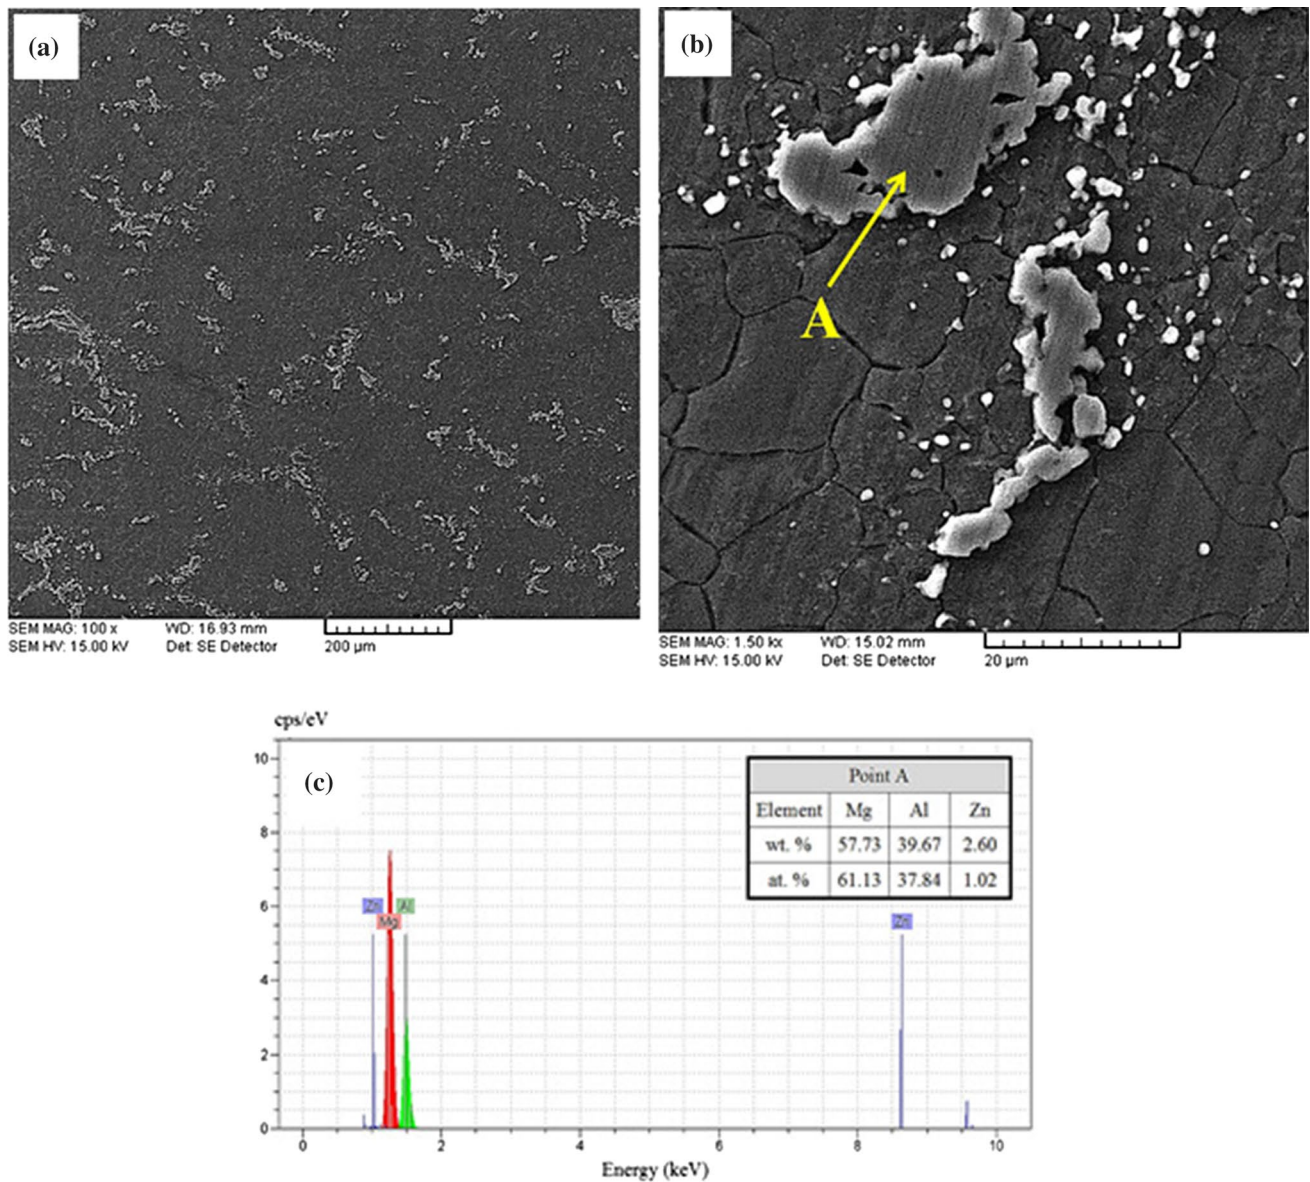 (a)
(b)
A
SEM MAG: 100 x WD: 16.93 mm
SEM HV: 15.00 kV Det: SE Detector 200 µm
SEM MAG: 1.50 kx WD: 15.02 mm
SEM HV: 15.00 kV Det: SE Detector 20 µm
cps/eV
(c)
Point A
Element Mg Al Zn
wt. % 57.73 39.67 2.60
at. % 61.13 37.84 1.02
10
8
6
4
2
0
Zn Al
Mg
Zn
0 2 4 6 8 10
Energy (keV)